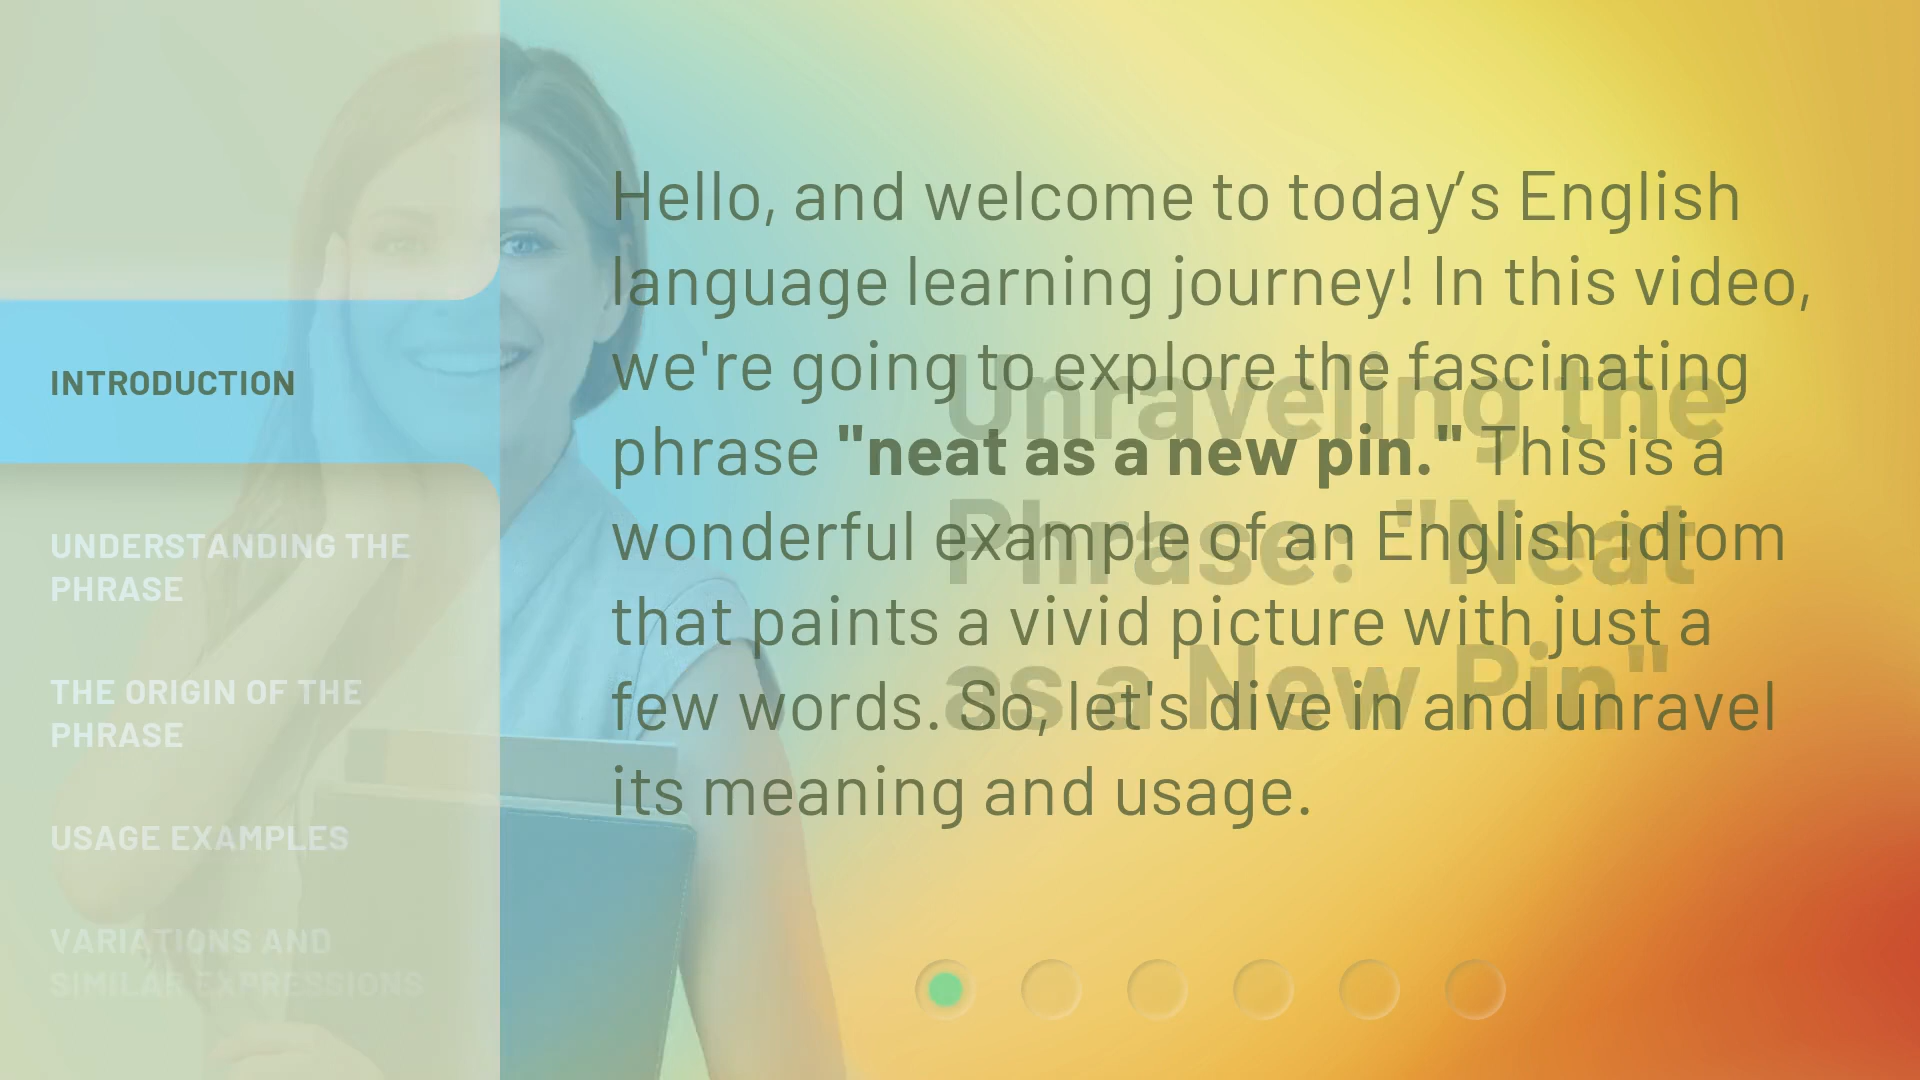 INTRODUCTION
UNDERSTANDING THE
PHRASE
THE ORIGIN OF THE
PHRASE
USAGE EXAMPLES
VARIATIONS AND
SIMILAR EXPRESSIONS
Hello, and welcome to today’s English
language learning journey! In this video,
we're going to explore the fascinating
phrase "neat as a new pin." This is a
wonderful example of an English idiom
that paints a vivid picture with just a
few words. So, let's dive in and unravel
its meaning and usage.
Unraveling the
Phrase: "Neat
as a New Pin"